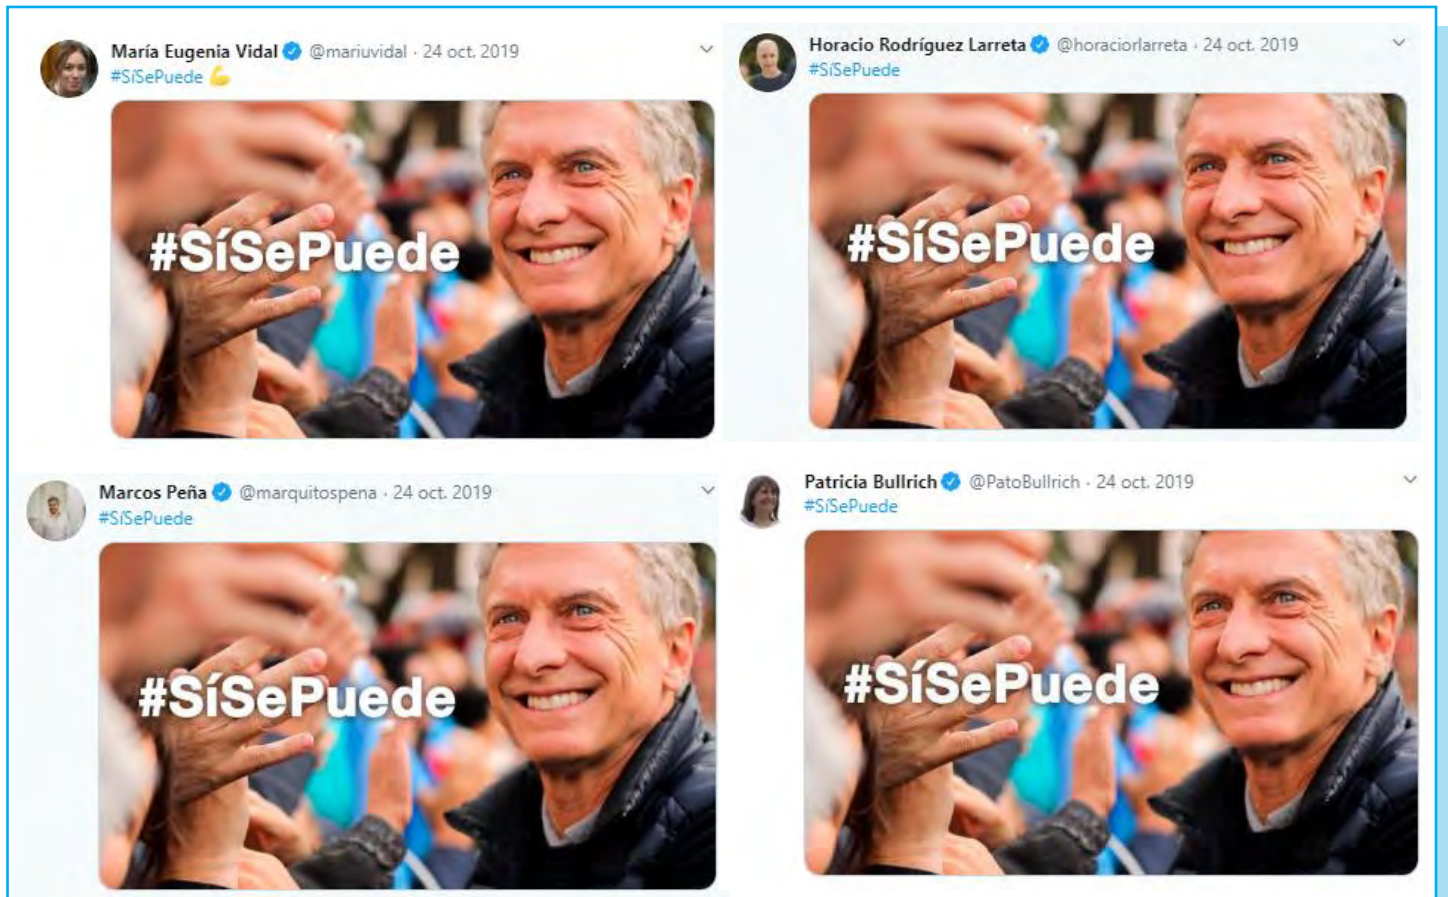 María Eugenia Vidal @mariuvidal · 24 oct. 2019
#SíSePuede 💪
#SíSePuede
Horacio Rodríguez Larreta @horaciorlarreta · 24 oct. 2019
#SíSePuede
#SíSePuede
Marcos Peña @marquitospena · 24 oct. 2019
#SíSePuede
#SíSePuede
Patricia Bullrich @PatoBullrich · 24 oct. 2019
#SíSePuede
#SíSePuede